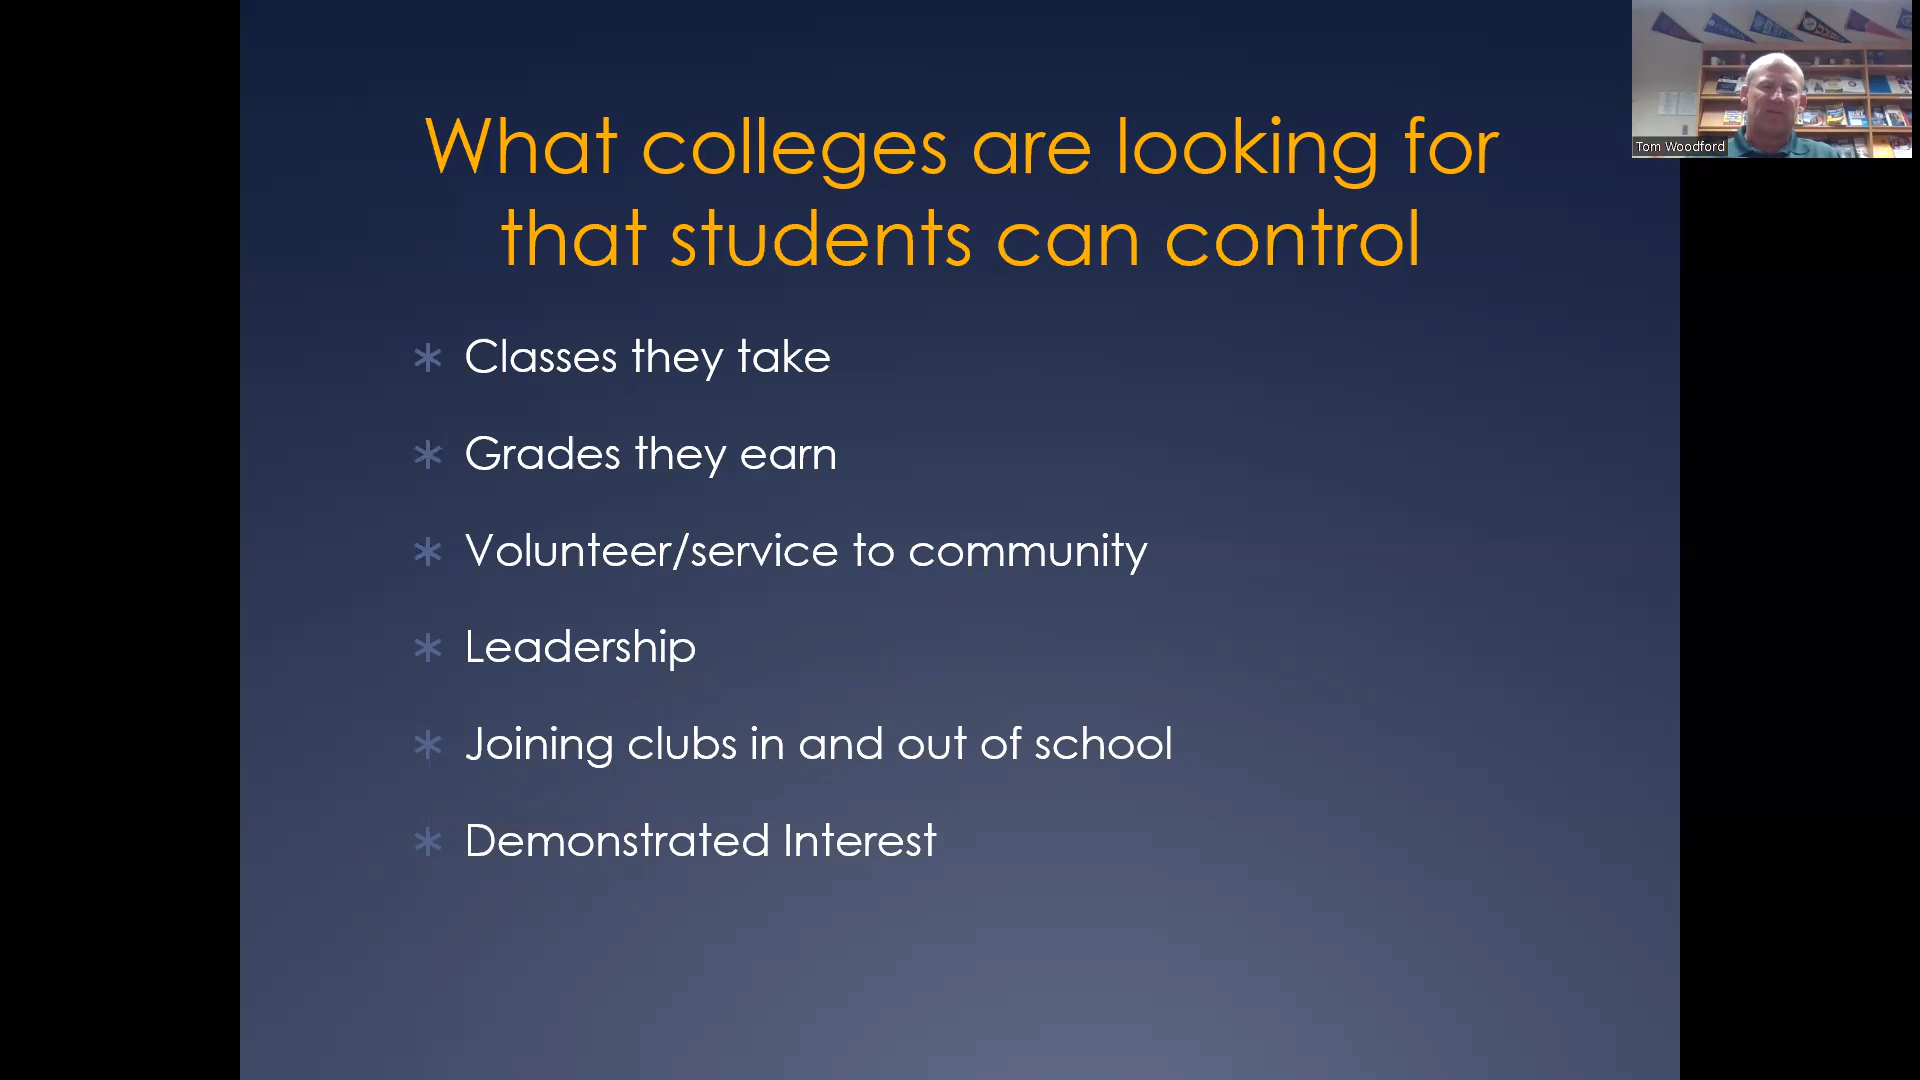 What colleges are looking for
that students can control
Classes they take
Grades they earn
Volunteer/service to community
Leadership
Joining clubs in and out of school
Demonstrated Interest
Tom Woodford